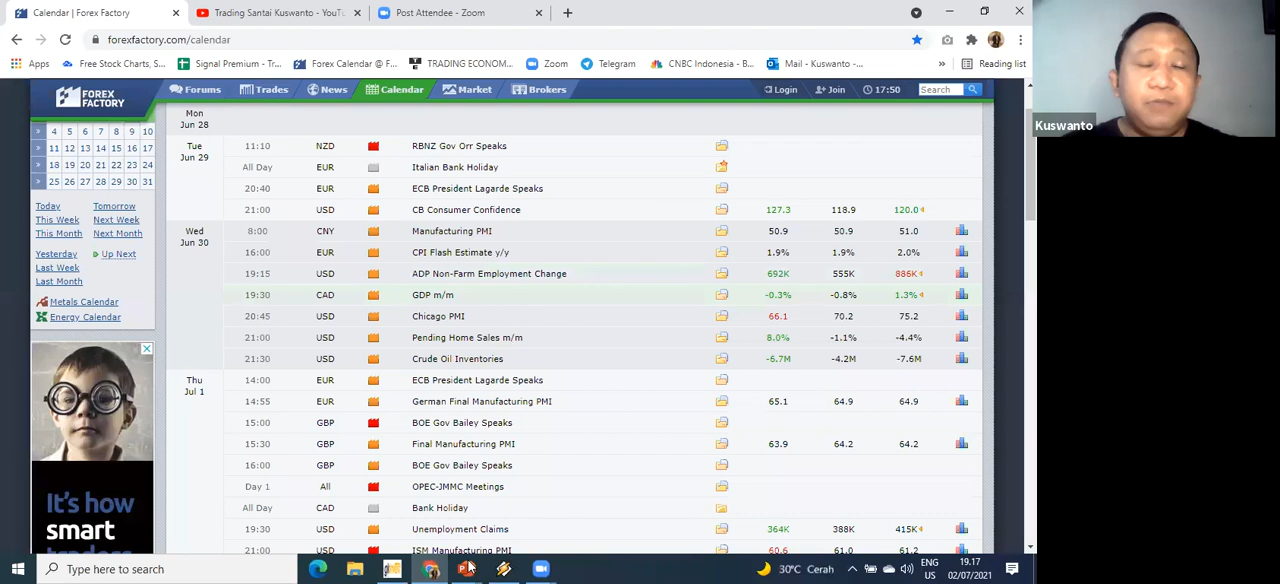 Calendar | Forex Factory
Trading Santai Kuswanto - YouTu
Post Attendee - Zoom
forexfactory.com/calendar
Apps
Free Stock Charts, S...
Signal Premium - Tr...
Forex Calendar @ F...
TRADING ECONOM...
Zoom
Telegram
CNBC Indonesia - B...
Mail - Kuswanto -...
»
Reading list
FOREX FACTORY
Forums
Trades
News
Calendar
Market
Brokers
Login
Join
17:50
Search
» 4 5 6 7 8 9 10
» 11 12 13 14 15 16 17
» 18 19 20 21 22 23 24
» 25 26 27 28 29 30 31
Today Tomorrow
This Week Next Week
This Month Next Month
Yesterday Up Next
Last Week
Last Month
Metals Calendar
Energy Calendar
It's how
smart
Mon
Jun 28
Tue
Jun 29
11:10 NZD RBNZ Gov Orr Speaks
All Day EUR Italian Bank Holiday
20:40 EUR ECB President Lagarde Speaks
21:00 USD CB Consumer Confidence 127.3 118.9 120.0
Wed
Jun 30
8:00 CNY Manufacturing PMI 50.9 50.9 51.0
16:00 EUR CPI Flash Estimate y/y 1.9% 1.9% 2.0%
19:15 USD ADP Non-Farm Employment Change 692K 555K 886K
19:30 CAD GDP m/m -0.3% -0.8% 1.3%
20:45 USD Chicago PMI 66.1 70.2 75.2
21:00 USD Pending Home Sales m/m 8.0% -1.1% -4.4%
21:30 USD Crude Oil Inventories -6.7M -4.2M -7.6M
Thu
Jul 1
14:00 EUR ECB President Lagarde Speaks
14:55 EUR German Final Manufacturing PMI 65.1 64.9 64.9
15:00 GBP BOE Gov Bailey Speaks
15:30 GBP Final Manufacturing PMI 63.9 64.2 64.2
16:00 GBP BOE Gov Bailey Speaks
Day 1 All OPEC-JMMC Meetings
All Day CAD Bank Holiday
19:30 USD Unemployment Claims 364K 388K 415K
21:00 USD ISM Manufacturing PMI 60.6 61.0 61.2
Kuswanto
Type here to search
30°C Cerah
ENG
US
19.17
02/07/2021